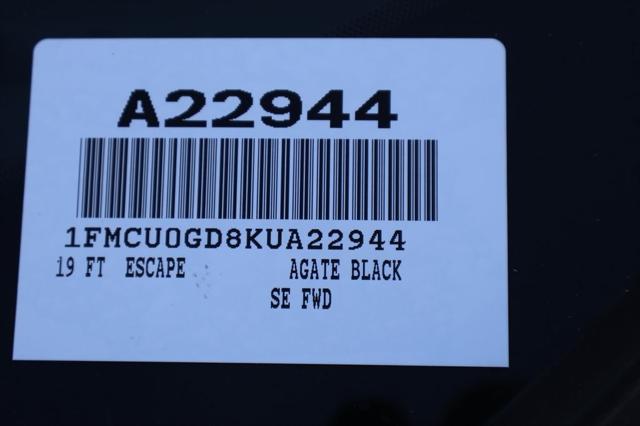 A22944
1FMCU0GD8KUA22944
19 FT ESCAPE AGATE BLACK
SE FWD